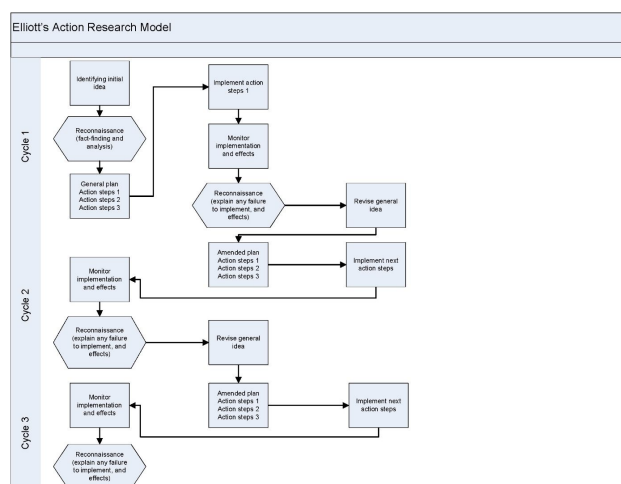 Elliott's Action Research Model
Cycle 1
Identifying initial
idea
Reconnaissance
(fact-finding and
analysis)
General plan
Action steps 1
Action steps 2
Action steps 3
Implement action
steps 1
Monitor
implementation
and effects
Reconnaissance
(explain any failure
to implement, and
effects)
Revise general
idea
Amended plan
Action steps 1
Action steps 2
Action steps 3
Implement next
action steps
Cycle 2
Monitor
implementation
and effects
Reconnaissance
(explain any failure
to implement, and
effects)
Revise general
idea
Amended plan
Action steps 1
Action steps 2
Action steps 3
Implement next
action steps
Cycle 3
Monitor
implementation
and effects
Reconnaissance
(explain any failure
to implement, and
effects)